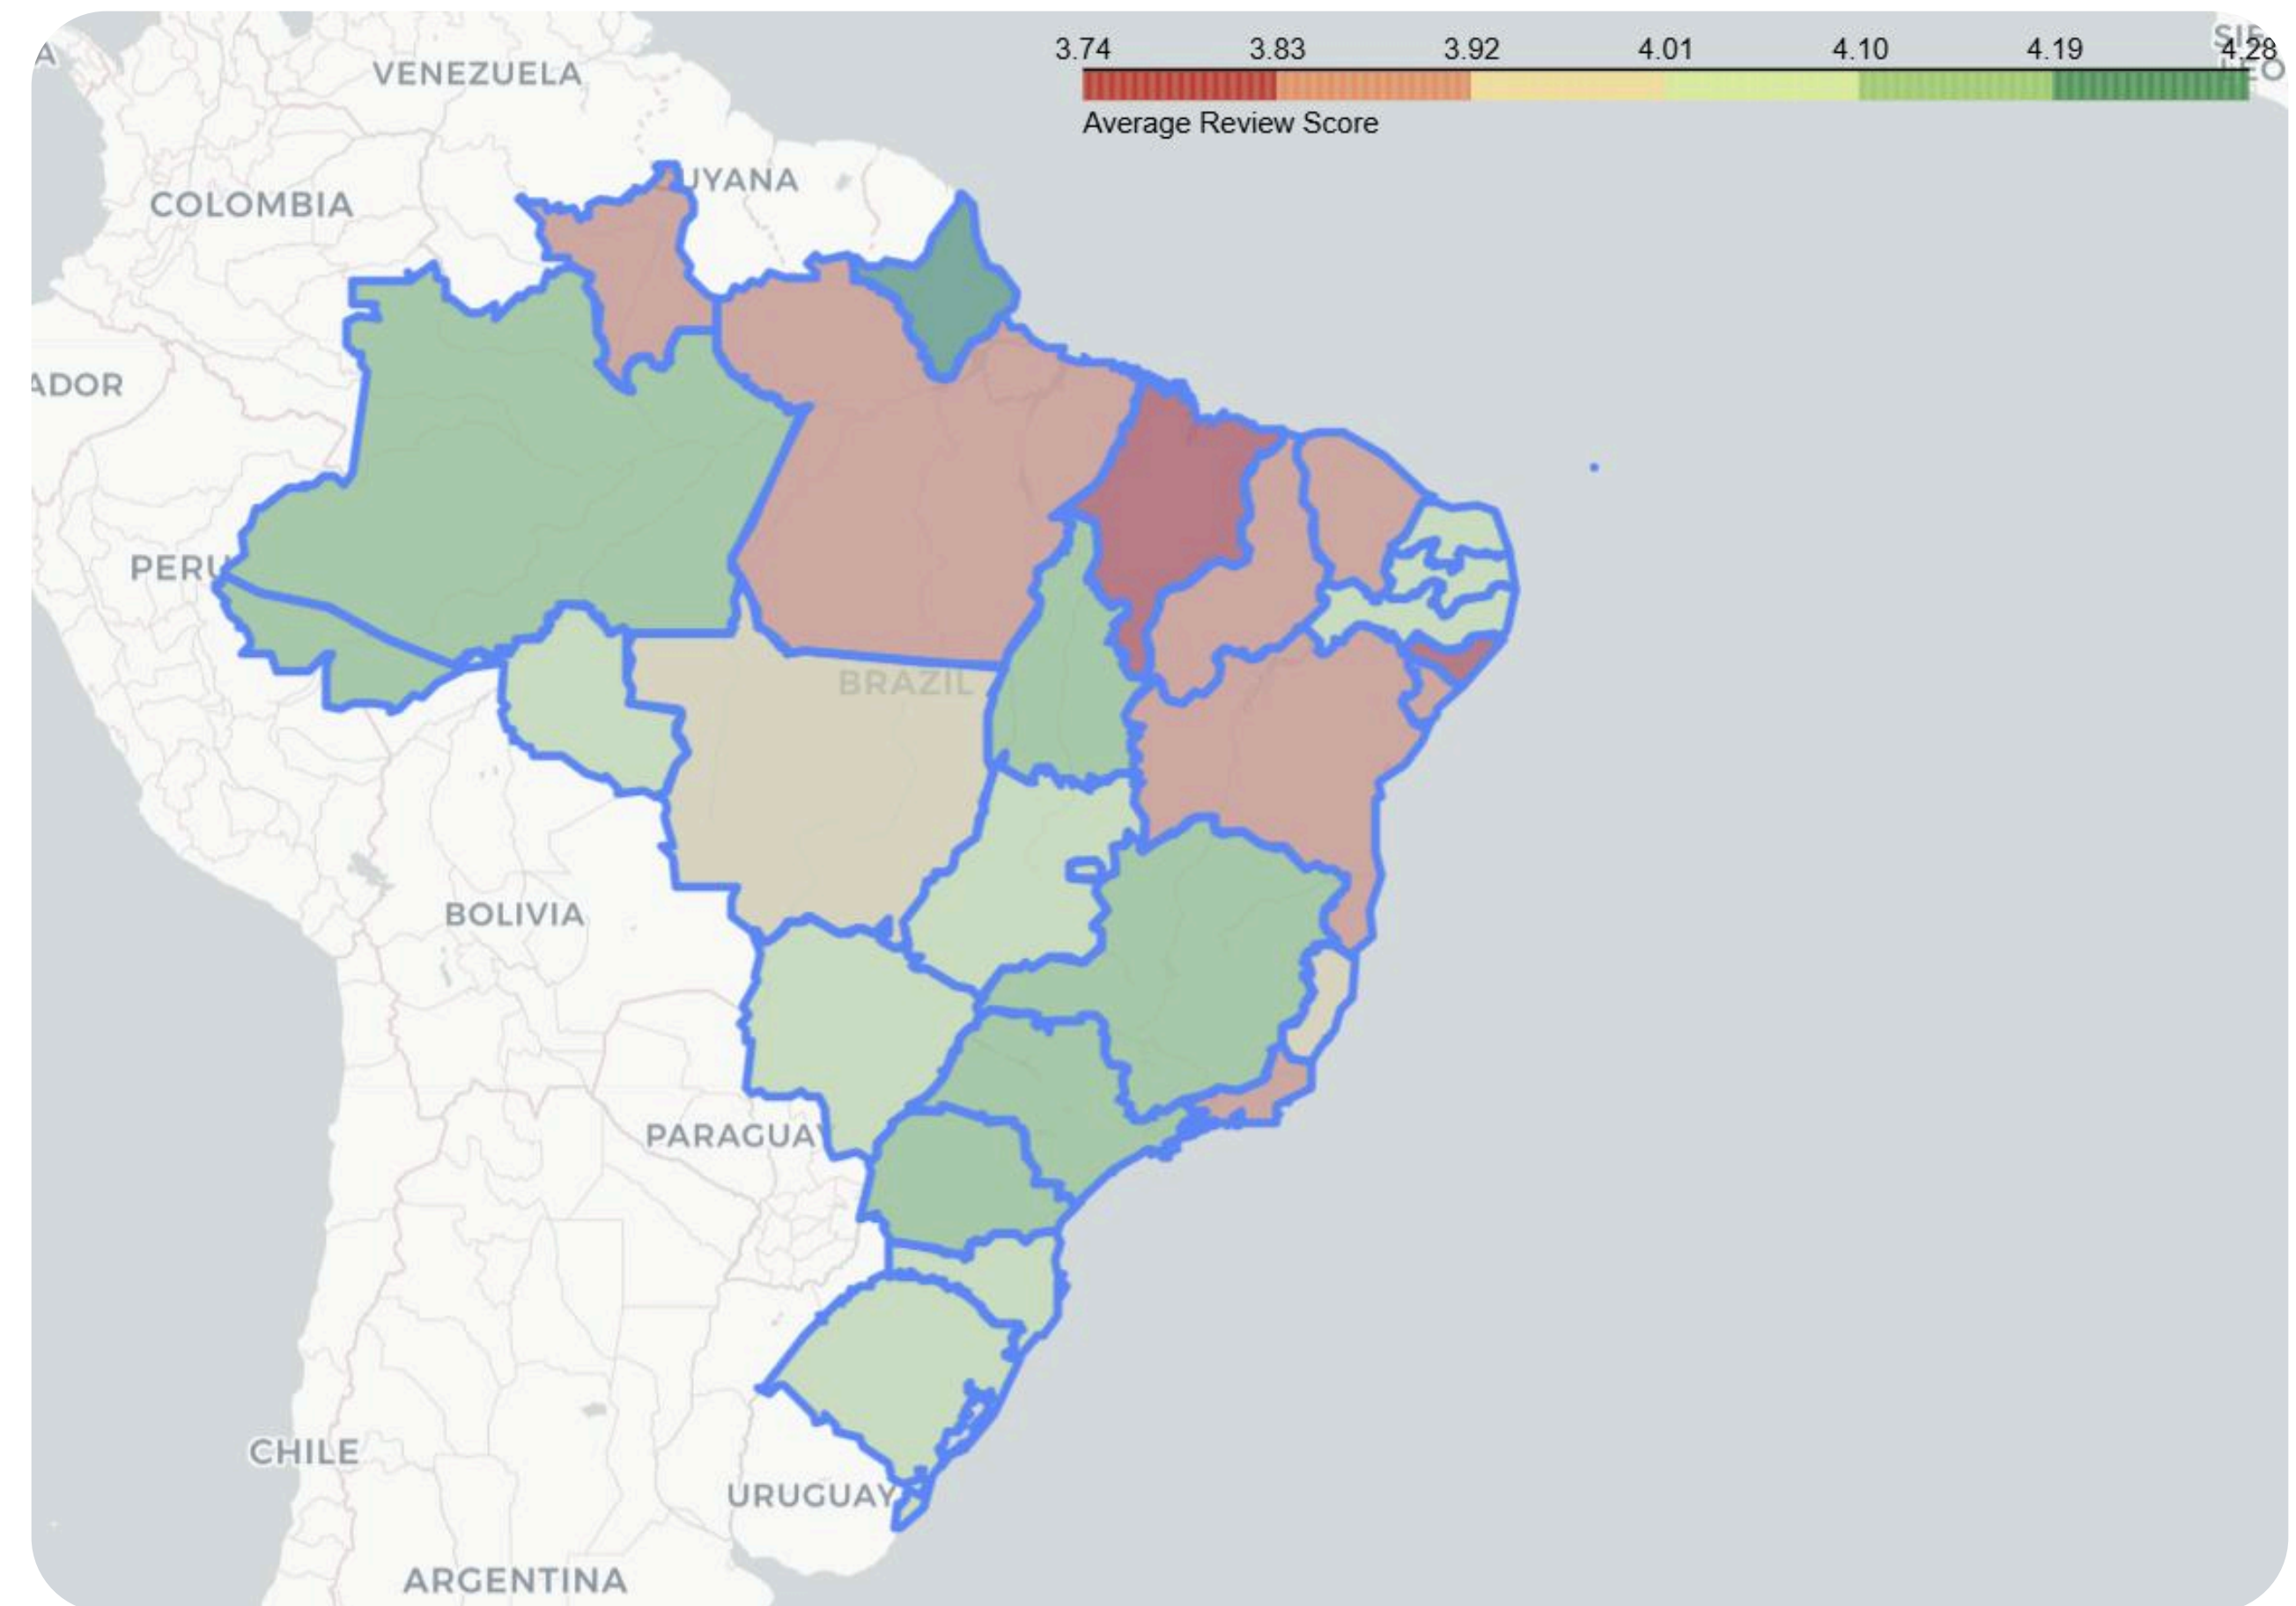 3.74 3.83 3.92 4.01 4.10 4.19 4.28
Average Review Score
VENEZUELA
UYANA
COLOMBIA
ADOR
PERU
BRAZIL
BOLIVIA
PARAGUAY
CHILE
URUGUAY
ARGENTINA